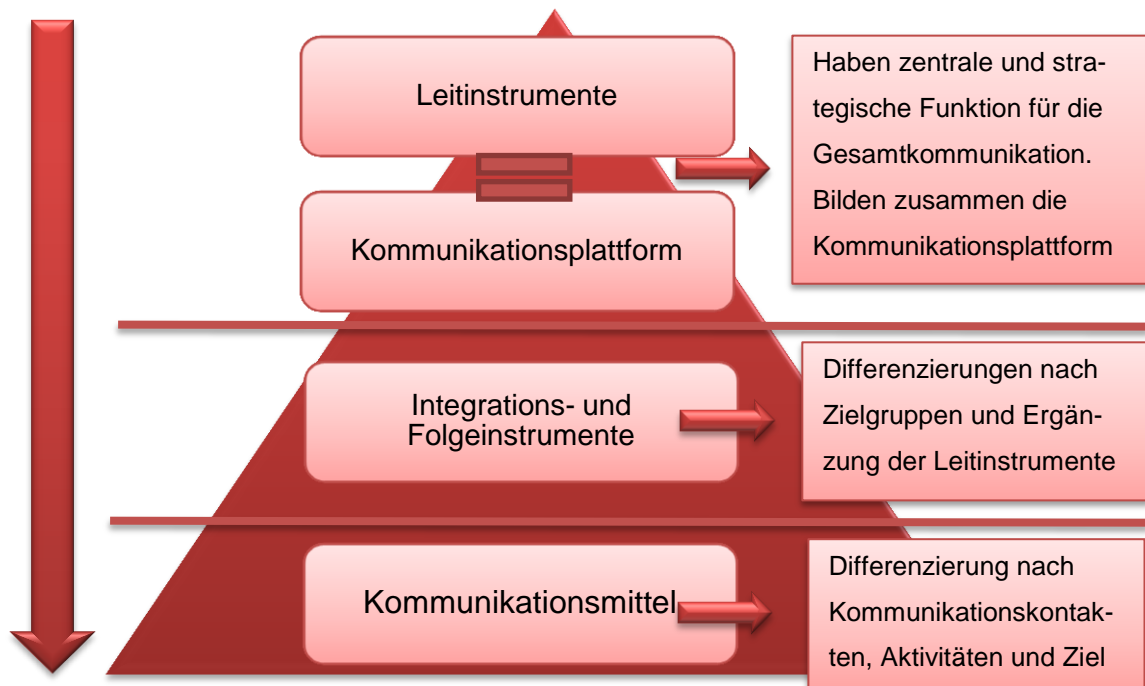 Leitinstrumente
Haben zentrale und stra-
tegische Funktion für die
Gesamtkommunikation.
Bilden zusammen die
Kommunikationsplattform
Kommunikationsplattform
Integrations- und
Folgeinstrumente
Differenzierungen nach
Zielgruppen und Ergän-
zung der Leitinstrumente
Kommunikationsmittel
Differenzierung nach
Kommunikationskontak-
ten, Aktivitäten und Ziel